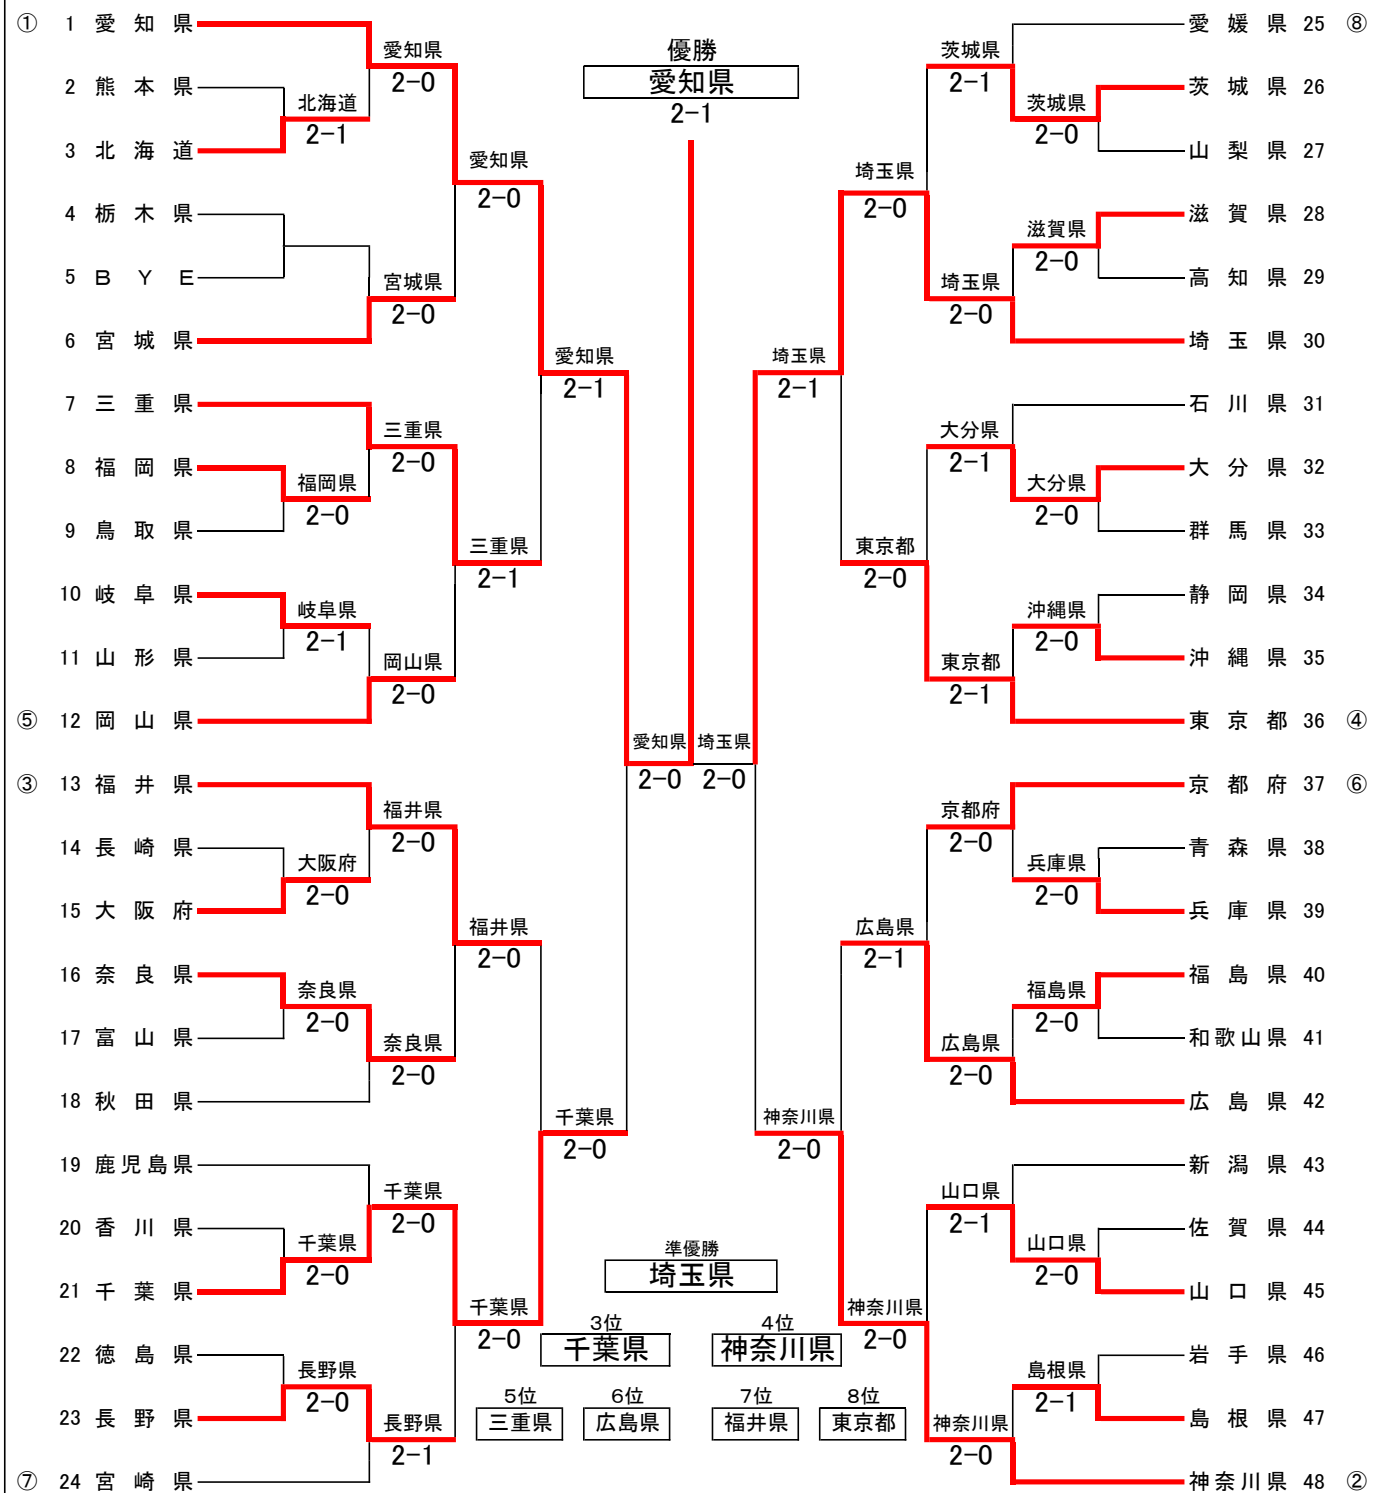 ① 1 愛知県
2 熊本県
3 北海道
4 栃木県
5 BYE
6 宮城県
7 三重県
8 福岡県
9 鳥取県
10 岐阜県
11 山形県
⑤ 12 岡山県
③ 13 福井県
14 長崎県
15 大阪府
16 奈良県
17 富山県
18 秋田県
19 鹿児島県
20 香川県
21 千葉県
22 徳島県
23 長野県
⑦ 24 宮崎県
北海道
2-1
福岡県
2-0
岐阜県
2-1
大阪府
2-0
奈良県
2-0
千葉県
2-0
長野県
2-0
愛知県
2-0
宮城県
2-0
三重県
2-0
岡山県
2-0
福井県
2-0
奈良県
2-0
千葉県
2-0
長野県
2-1
愛知県
2-0
三重県
2-1
福井県
2-0
千葉県
2-0
愛知県
2-1
千葉県
2-0
愛知県
2-0
優勝
愛知県
2-1
埼玉県
2-0
埼玉県
2-1
神奈川県
2-0
埼玉県
2-0
東京都
2-0
広島県
2-1
神奈川県
2-0
茨城県
2-1
埼玉県
2-0
大分県
2-1
東京都
2-1
京都府
2-0
広島県
2-0
山口県
2-1
神奈川県
2-0
茨城県
2-0
滋賀県
2-0
大分県
2-0
沖縄県
2-0
兵庫県
2-0
福島県
2-0
山口県
2-0
島根県
2-1
愛媛県 25 ⑧
茨城県 26
山梨県 27
滋賀県 28
高知県 29
埼玉県 30
石川県 31
大分県 32
群馬県 33
静岡県 34
沖縄県 35
東京都 36 ④
京都府 37 ⑥
青森県 38
兵庫県 39
福島県 40
和歌山県 41
広島県 42
新潟県 43
佐賀県 44
山口県 45
岩手県 46
島根県 47
神奈川県 48 ②
準優勝
埼玉県
3位 4位
千葉県 神奈川県
5位 6位 7位 8位
三重県 広島県 福井県 東京都